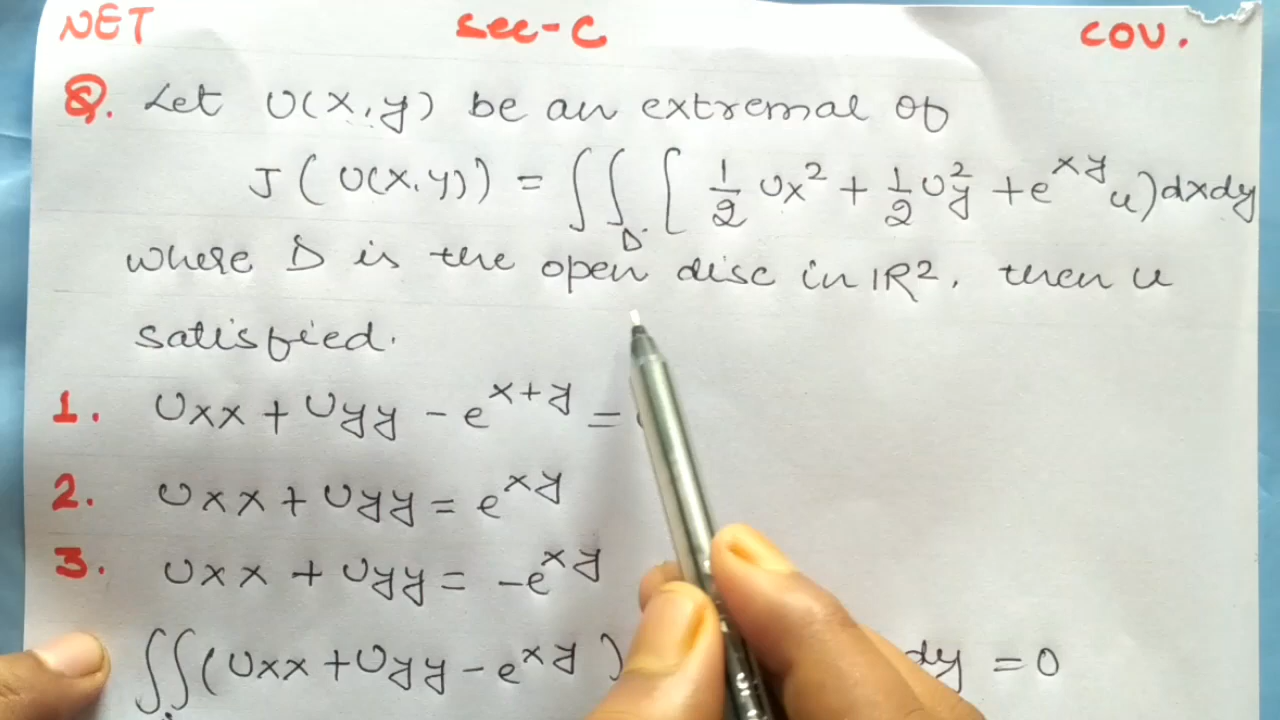 NET sec-C COV.
Q. Let U(x,y) be an extremal of
J(U(x,y)) = ∬_D [ 1/2 Ux² + 1/2 U²y + e^xy u) dxdy
where D is the open disc in IR². then u
satisfied.
1. Uxx + Uyy - e^x+y =
2. Uxx + Uyy = e^xy
3. Uxx + Uyy = -e^xy
∬(Uxx + Uyy - e^xy) dy = 0